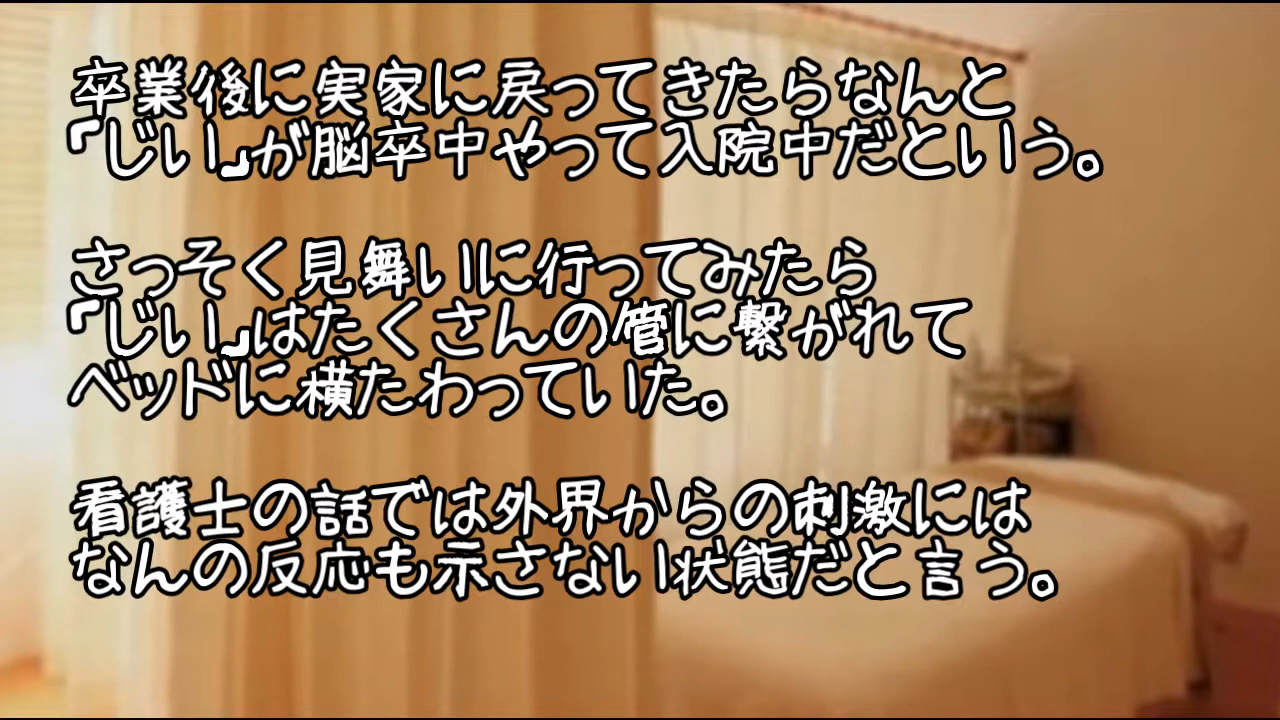 卒業後に実家に戻ってきたらなんと
「じい」が脳卒中やって入院中だという。
さっそく見舞いに行ってみたら
「じい」はたくさんの管に繋がれて
ベッドに横たわっていた。
看護士の話では外界からの刺激には
なんの反応も示さない状態だと言う。